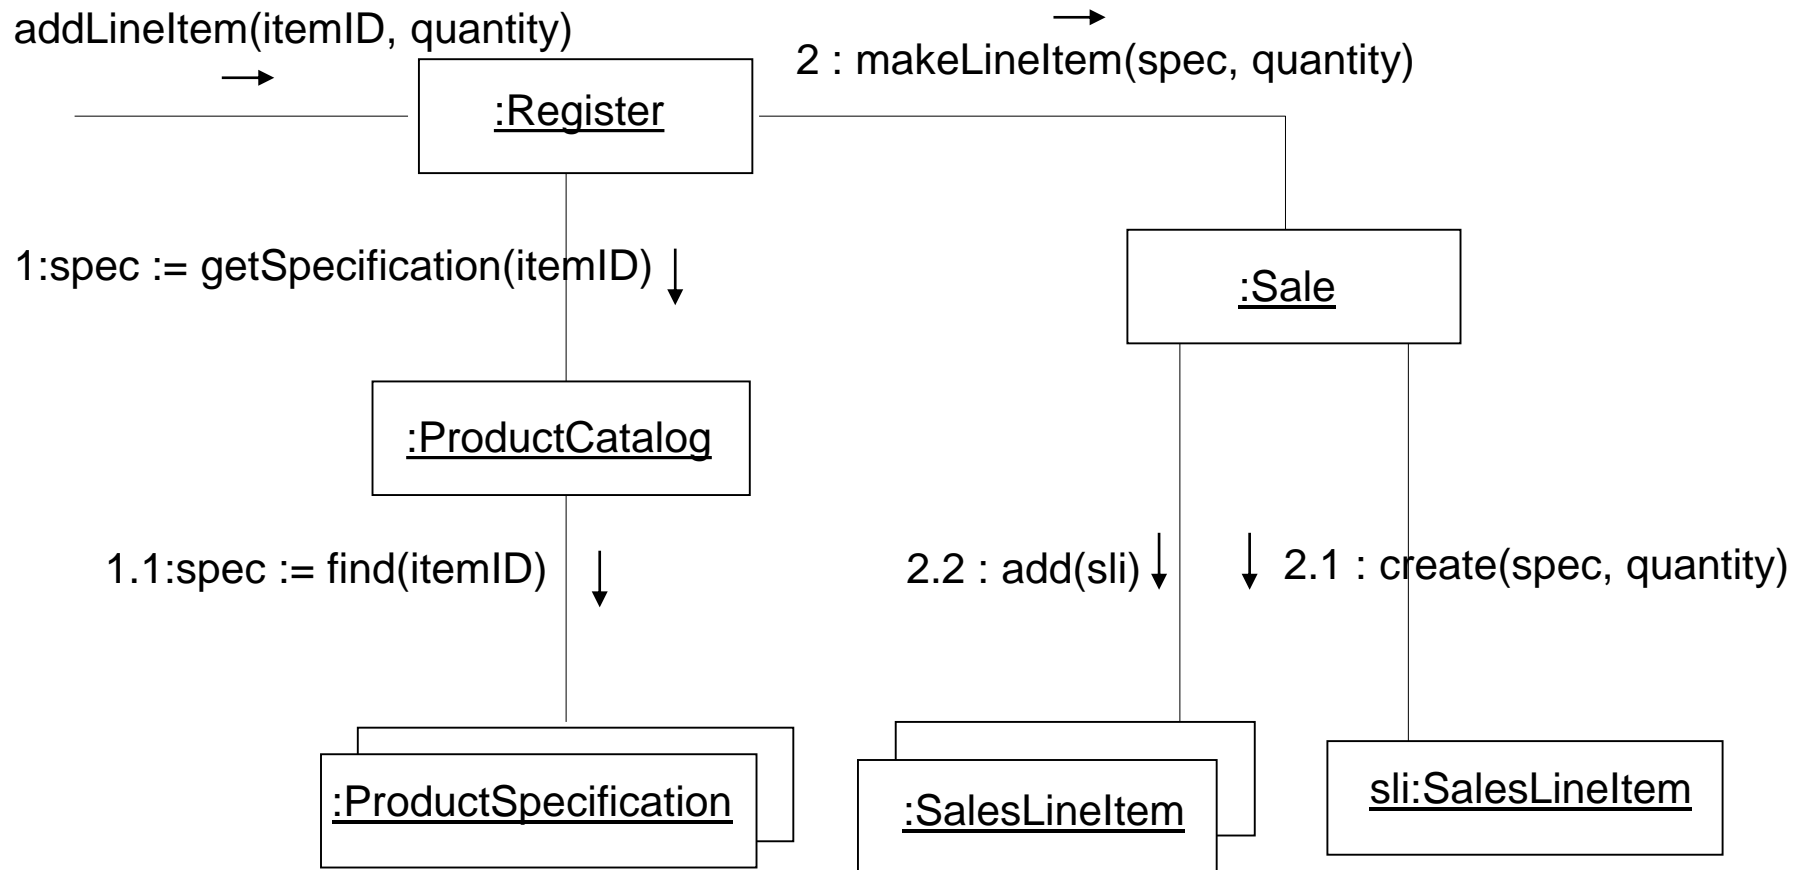 addLineItem(itemID, quantity)
2 : makeLineItem(spec, quantity)
:Register
1:spec := getSpecification(itemID)
:Sale
:ProductCatalog
1.1:spec := find(itemID)
2.2 : add(sli)
2.1 : create(spec, quantity)
:ProductSpecification
:SalesLineItem
sli:SalesLineItem